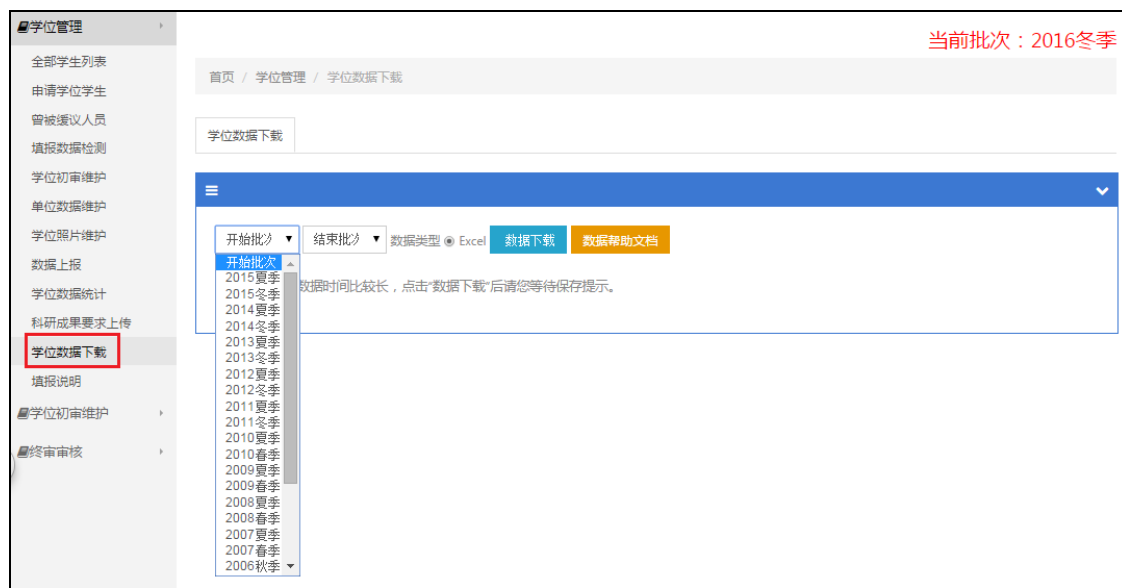 学位管理
全部学生列表
申请学位学生
曾被缓议人员
填报数据检测
学位初审维护
单位数据维护
学位照片维护
数据上报
学位数据统计
科研成果要求上传
学位数据下载
填报说明
学位初审维护
终审审核
当前批次：2016冬季
首页 / 学位管理 / 学位数据下载
学位数据下载
开始批次 结束批次 数据类型 Excel 数据下载 数据帮助文档
数据时间比较长，点击“数据下载”后请您等待保存提示。
开始批次
2015夏季
2015冬季
2014夏季
2014冬季
2013夏季
2013冬季
2012夏季
2012冬季
2011夏季
2011冬季
2010夏季
2010春季
2009夏季
2009春季
2008夏季
2008春季
2007夏季
2007春季
2006秋季